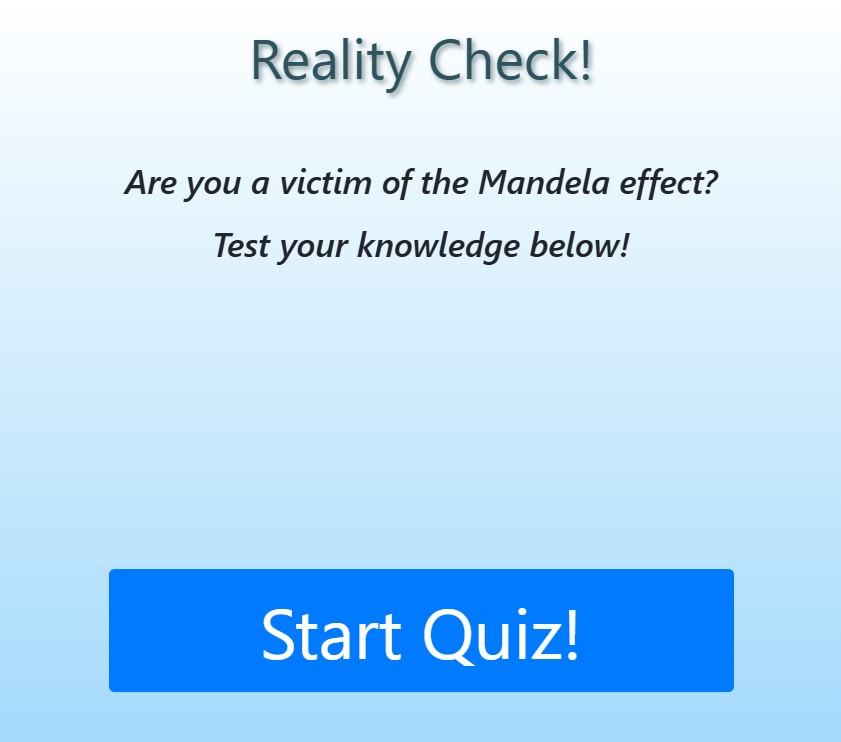 Reality Check!
Are you a victim of the Mandela effect?
Test your knowledge below!
Start Quiz!